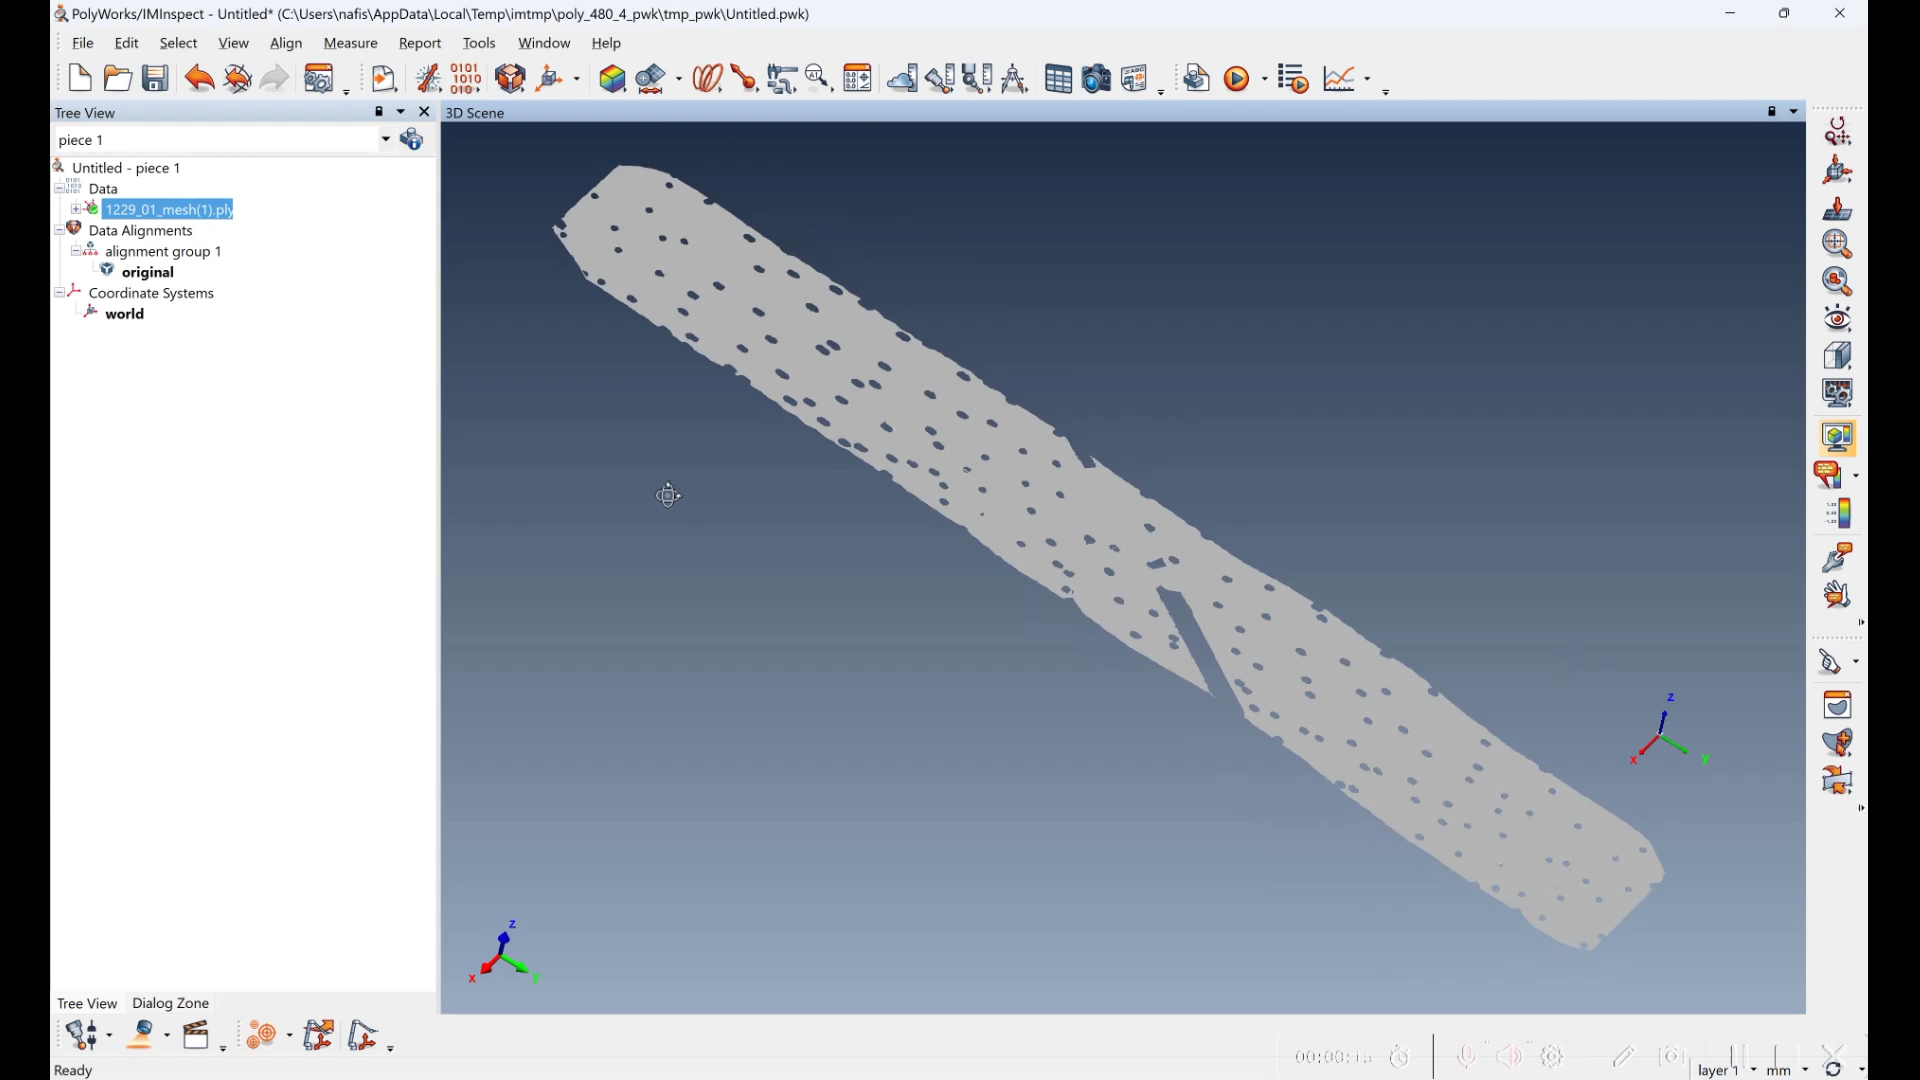 PolyWorks/IMInspect - Untitled* (C:\Users\nafis\AppData\Local\Temp\imtmp\poly_480_4_pwk\tmp_pwk\Untitled.pwk)
File Edit Select View Align Measure Report Tools Window Help
Tree View
3D Scene
piece 1
Untitled - piece 1
Data
1229_01_mesh(1).ply
Data Alignments
alignment group 1
original
Coordinate Systems
world
z
x
y
z
x
y
Tree View Dialog Zone
Ready
layer 1
mm